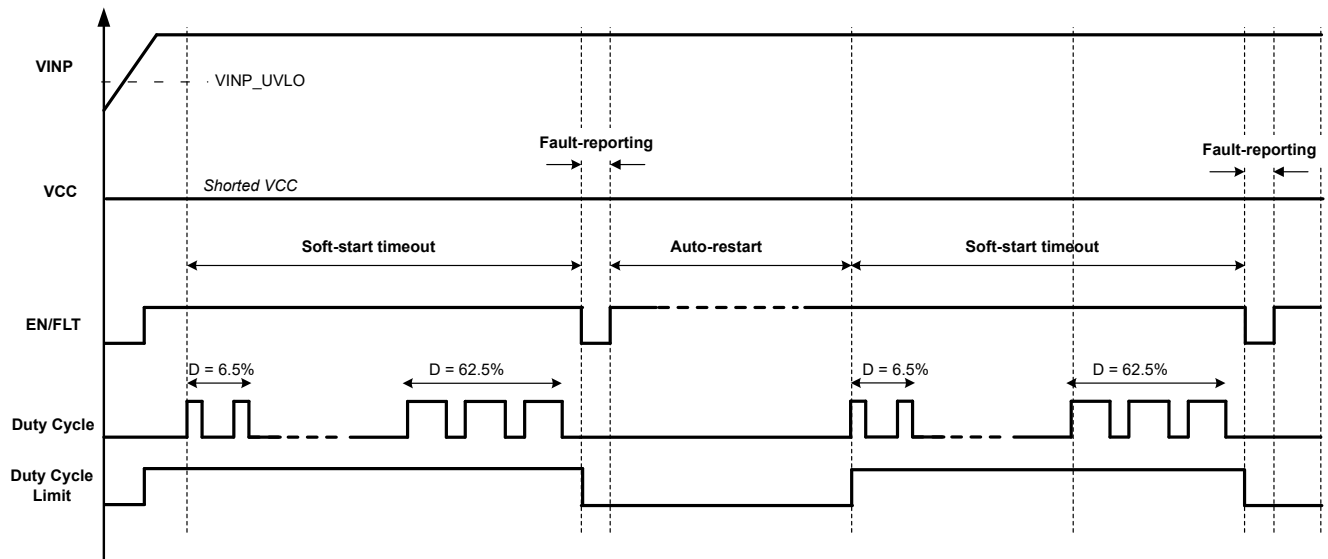 VINP
VINP_UVLO
Fault-reporting
Fault-reporting
VCC
Shorted VCC
Soft-start timeout
Auto-restart
Soft-start timeout
EN/FLT
D = 6.5%
D = 62.5%
D = 6.5%
D = 62.5%
Duty Cycle
Duty Cycle
Limit